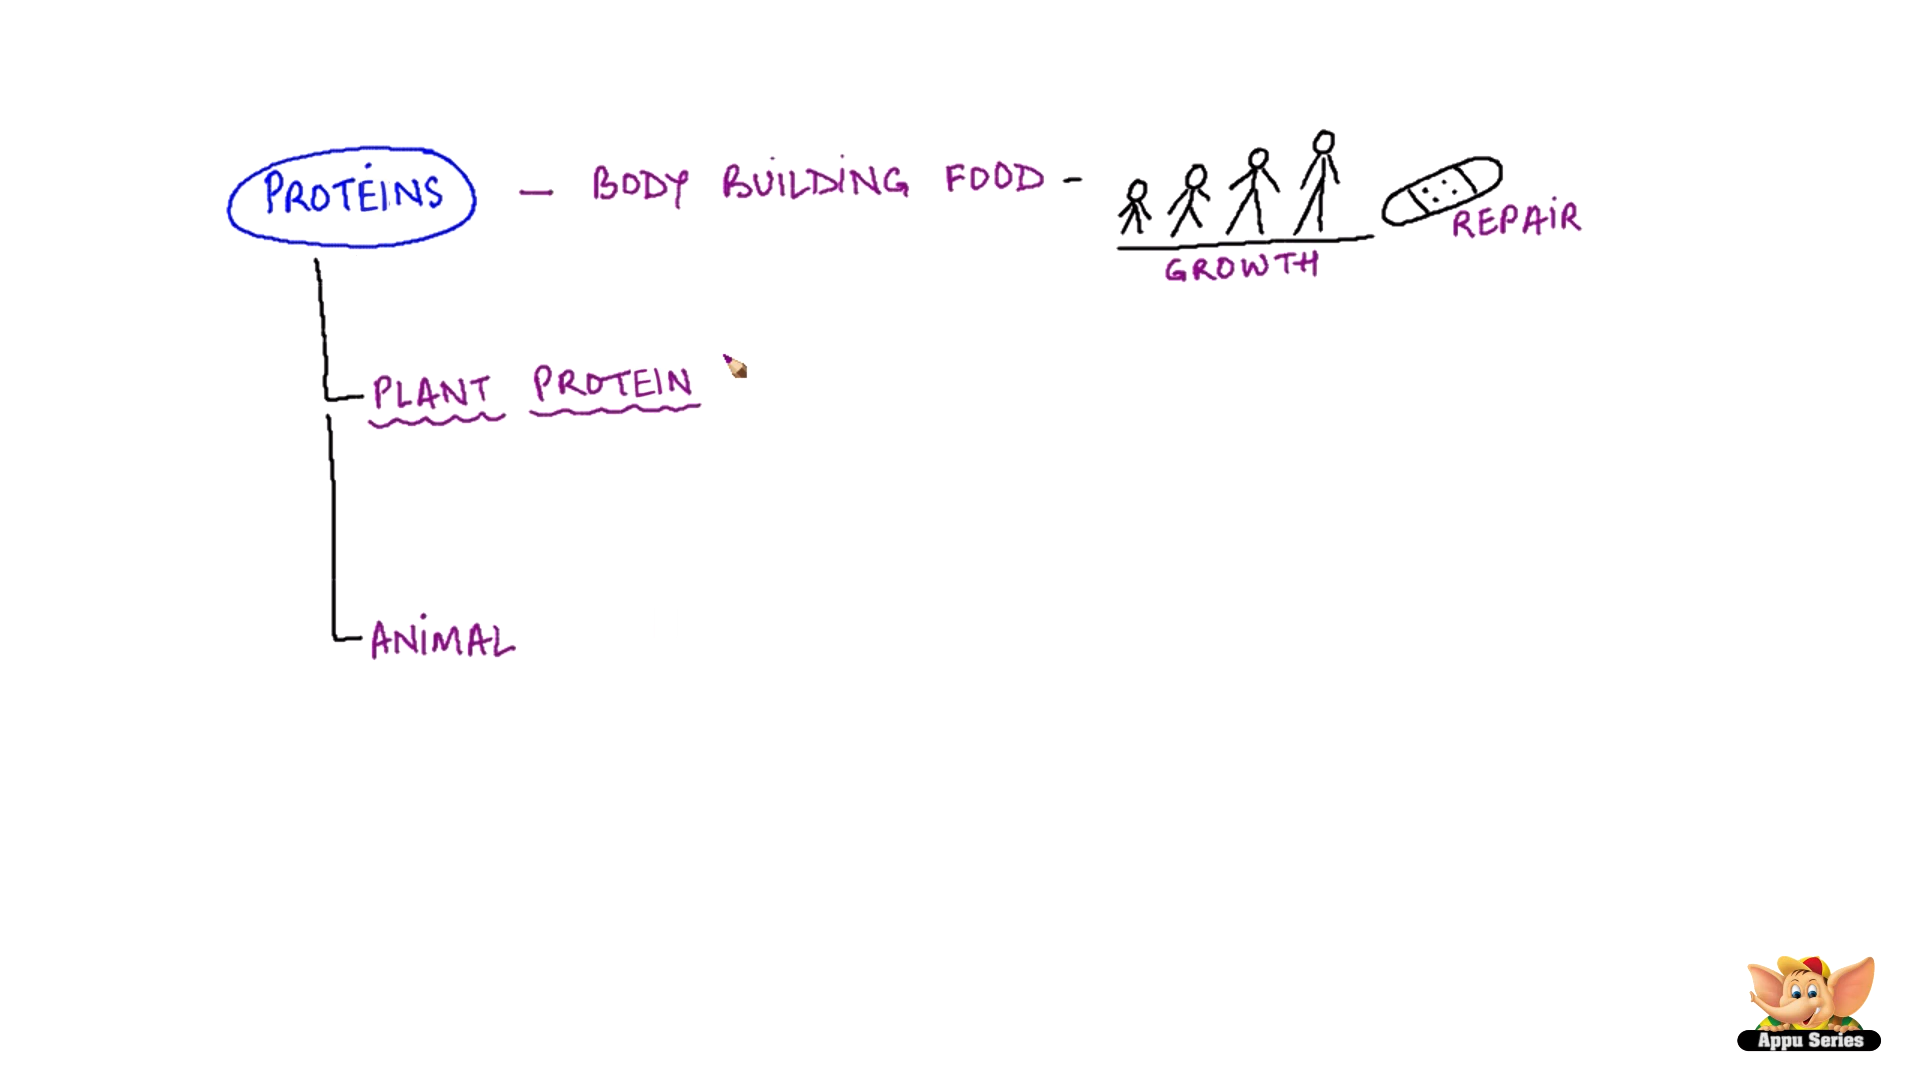 PROTEINS - BODY BUILDING FOOD -
REPAIR
GROWTH
PLANT PROTEIN
ANIMAL
Appu Series